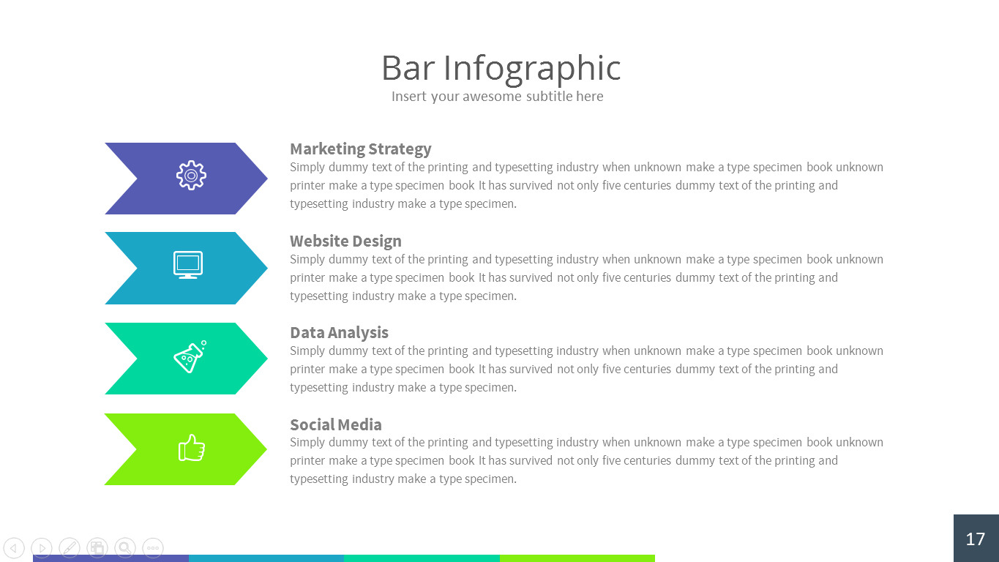 Bar Infographic
Insert your awesome subtitle here
Marketing Strategy
Simply dummy text of the printing and typesetting industry when unknown make a type specimen book unknown
printer make a type specimen book It has survived not only five centuries dummy text of the printing and
typesetting industry make a type specimen.
Website Design
Simply dummy text of the printing and typesetting industry when unknown make a type specimen book unknown
printer make a type specimen book It has survived not only five centuries dummy text of the printing and
typesetting industry make a type specimen.
Data Analysis
Simply dummy text of the printing and typesetting industry when unknown make a type specimen book unknown
printer make a type specimen book It has survived not only five centuries dummy text of the printing and
typesetting industry make a type specimen.
Social Media
Simply dummy text of the printing and typesetting industry when unknown make a type specimen book unknown
printer make a type specimen book It has survived not only five centuries dummy text of the printing and
typesetting industry make a type specimen.
17